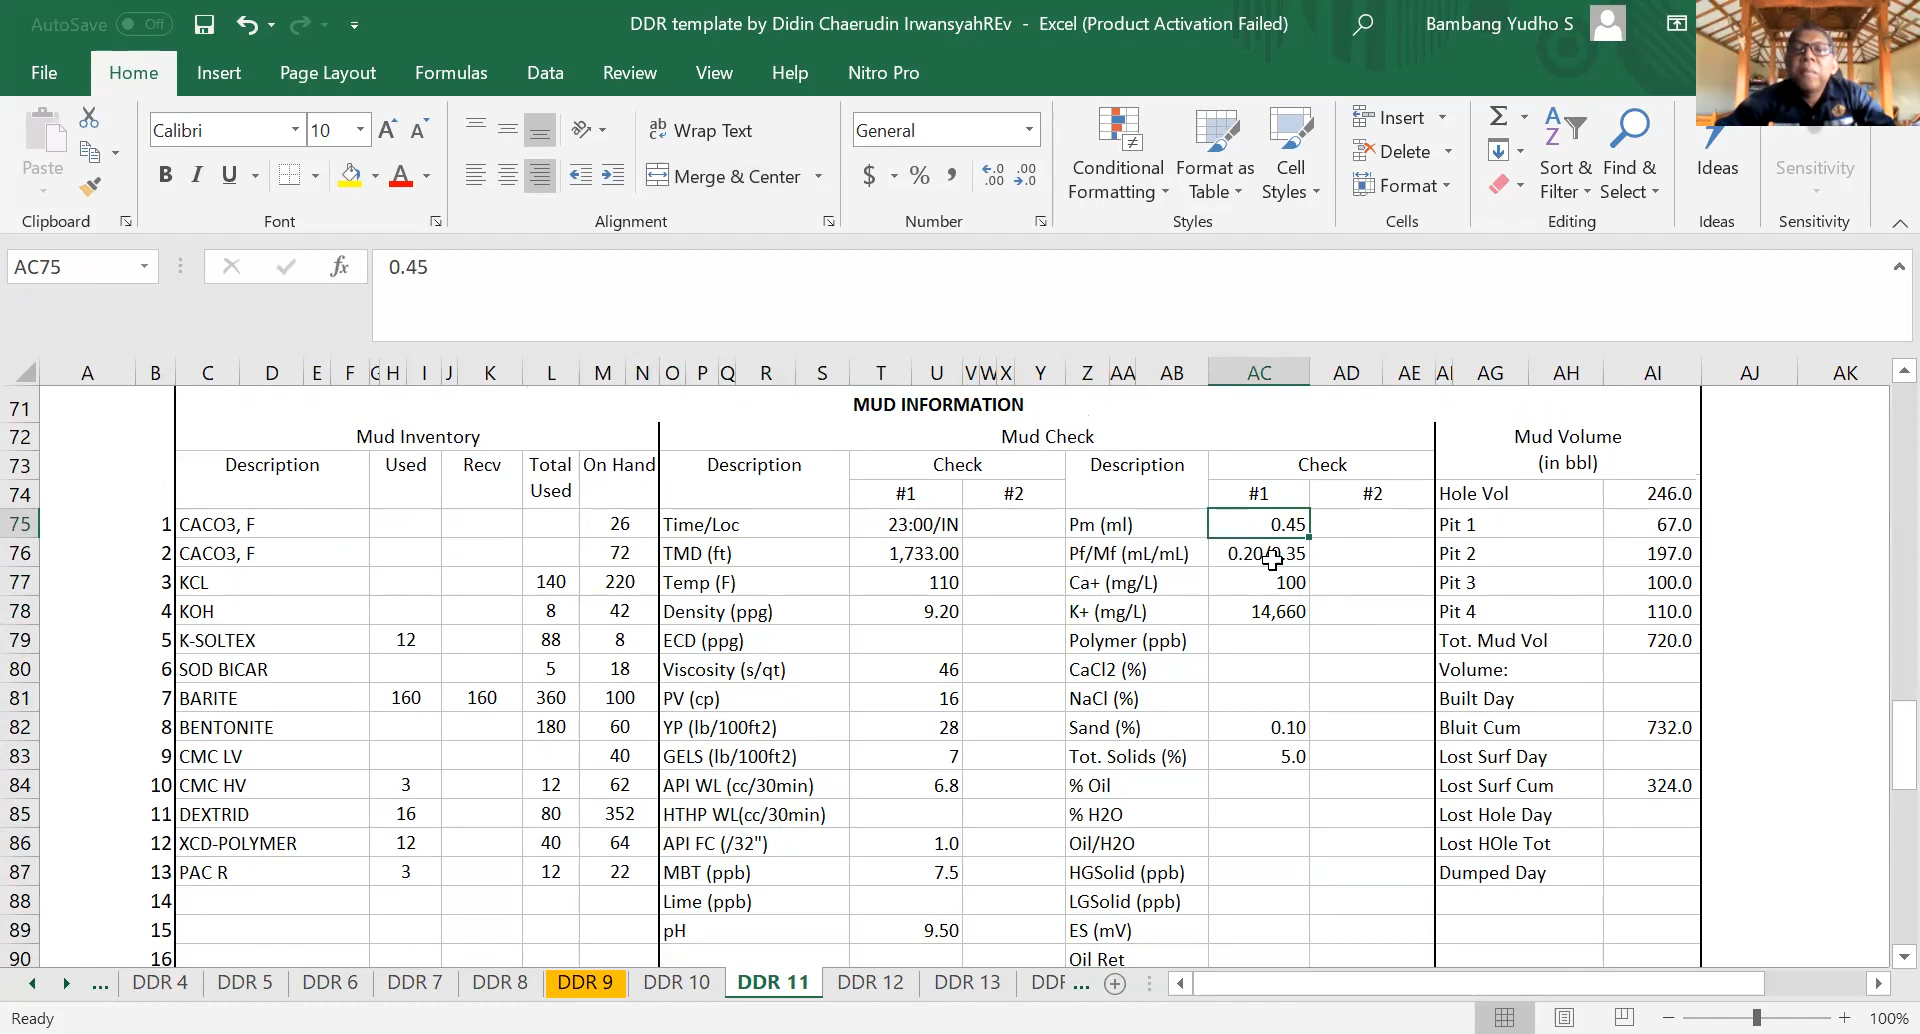 AutoSave Off DDR template by Didin Chaerudin IrwansyahREv - Excel (Product Activation Failed) Bambang Yudho S
File Home Insert Page Layout Formulas Data Review View Help Nitro Pro
Calibri 10 ab Wrap Text General Insert
Paste Conditional Format as Cell Delete Sort & Find & Ideas Sensitivity
B I U Merge & Center $ % Formatting Table Styles Format Filter Select
Clipboard Font Alignment Number Styles Cells Editing Ideas Sensitivity
AC75 fx 0.45
A B C D E F G H I J K L M N O P Q R S T U V W X Y Z AA AB AC AD AE AG AH AI AJ AK
71 MUD INFORMATION
72 Mud Inventory Mud Check Mud Volume
73 Description Used Recv Total On Hand Description Check Description Check (in bbl)
74 Used #1 #2 #1 #2 Hole Vol 246.0
75 1 CACO3, F 26 Time/Loc 23:00/IN Pm (ml) 0.45 Pit 1 67.0
76 2 CACO3, F 72 TMD (ft) 1,733.00 Pf/Mf (mL/mL) 0.20/0.35 Pit 2 197.0
77 3 KCL 140 220 Temp (F) 110 Ca+ (mg/L) 100 Pit 3 100.0
78 4 KOH 8 42 Density (ppg) 9.20 K+ (mg/L) 14,660 Pit 4 110.0
79 5 K-SOLTEX 12 88 8 ECD (ppg) Polymer (ppb) Tot. Mud Vol 720.0
80 6 SOD BICAR 5 18 Viscosity (s/qt) 46 CaCl2 (%) Volume:
81 7 BARITE 160 160 360 100 PV (cp) 16 NaCl (%) Built Day
82 8 BENTONITE 180 60 YP (lb/100ft2) 28 Sand (%) 0.10 Bluit Cum 732.0
83 9 CMC LV 40 GELS (lb/100ft2) 7 Tot. Solids (%) 5.0 Lost Surf Day
84 10 CMC HV 3 12 62 API WL (cc/30min) 6.8 % Oil Lost Surf Cum 324.0
85 11 DEXTRID 16 80 352 HTHP WL(cc/30min) % H2O Lost Hole Day
86 12 XCD-POLYMER 12 40 64 API FC (/32") 1.0 Oil/H2O Lost HOle Tot
87 13 PAC R 3 12 22 MBT (ppb) 7.5 HGSolid (ppb) Dumped Day
88 14 Lime (ppb) LGSolid (ppb)
89 15 pH 9.50 ES (mV)
90 16 Oil Ret
... DDR 4 DDR 5 DDR 6 DDR 7 DDR 8 DDR 9 DDR 10 DDR 11 DDR 12 DDR 13 DDF ...
Ready 100%